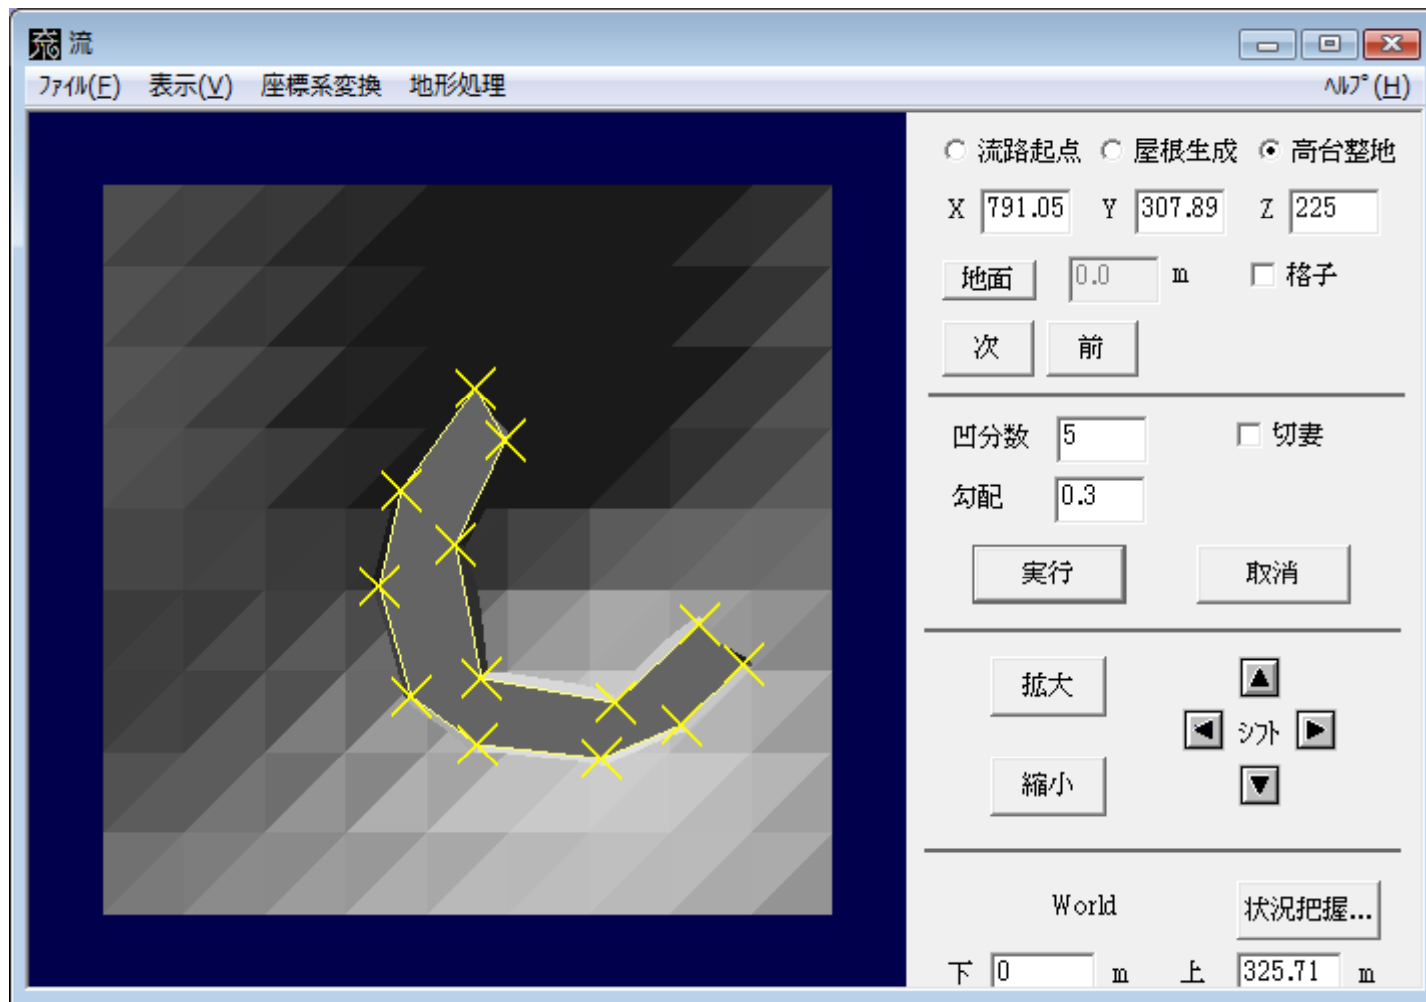 流
ﾌｧｲﾙ(F) 表示(V) 座標系変換 地形処理 ﾍﾙﾌﾟ(H)
流路起点 屋根生成 高台整地
X 791.05 Y 307.89 Z 225
地面 0.0 m 格子
次 前
凹分数 5 切妻
勾配 0.3
実行 取消
拡大
ｼﾌﾄ
縮小
World 状況把握...
下 0 m 上 325.71 m